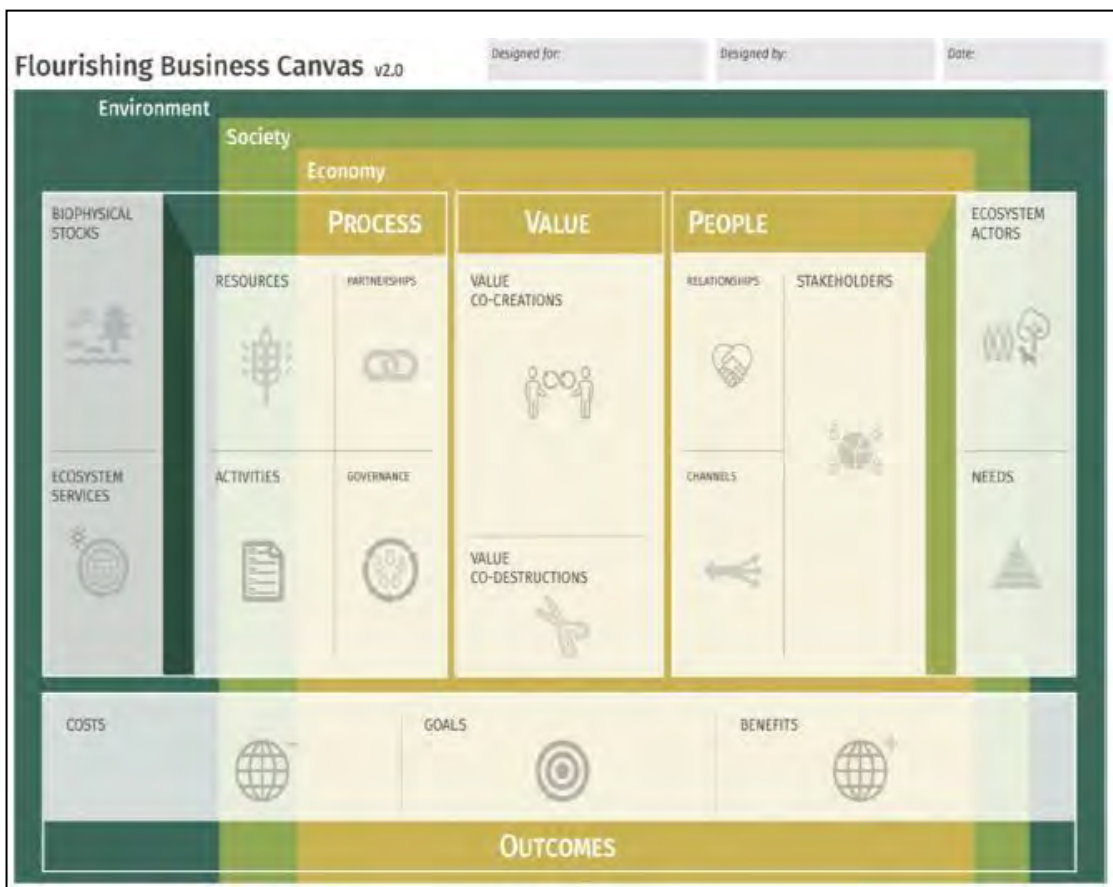 Flourishing Business Canvas v2.0
Designed for:
Designed by:
Date:
Environment
Society
Economy
BIOPHYSICAL
STOCKS
PROCESS
VALUE
PEOPLE
ECOSYSTEM
ACTORS
RESOURCES
PARTNERSHIPS
VALUE
CO-CREATIONS
RELATIONSHIPS
STAKEHOLDERS
ECOSYSTEM
SERVICES
ACTIVITIES
GOVERNANCE
VALUE
CO-DESTRUCTIONS
CHANNELS
NEEDS
COSTS
GOALS
BENEFITS
OUTCOMES